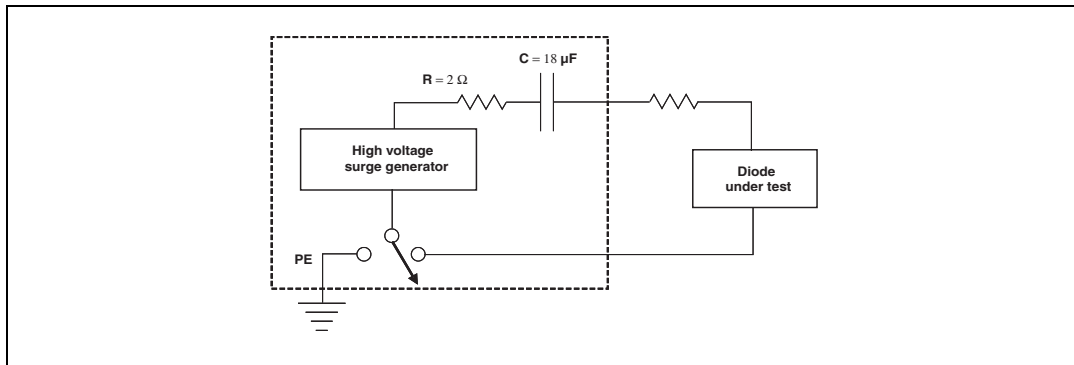 C = 18 µF
R = 2 Ω
High voltage
surge generator
Diode
under test
PE